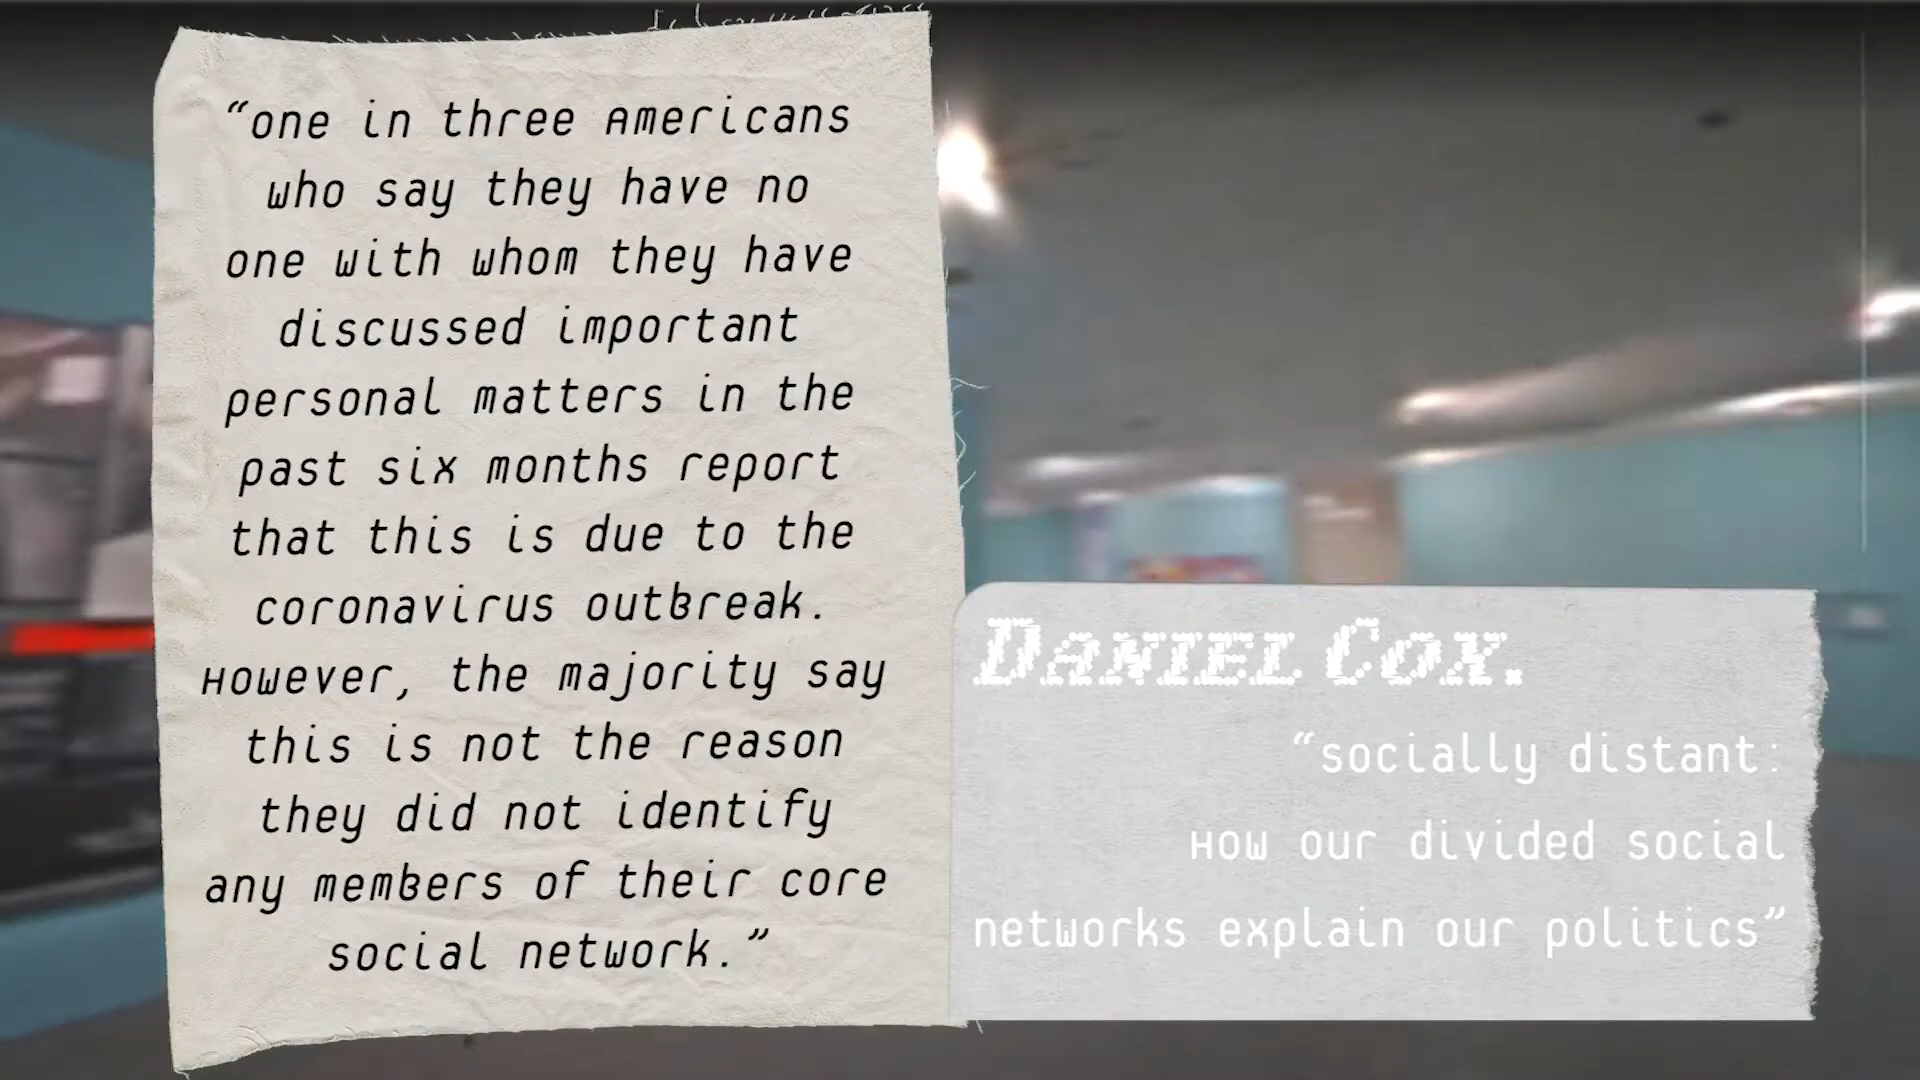 “one in three Americans
who say they have no
one with whom they have
discussed important
personal matters in the
past six months report
that this is due to the
coronavirus outbreak.
However, the majority say
this is not the reason
they did not identify
any members of their core
social network.”
Daniel Cox.
“socially distant:
How our divided social
networks explain our politics”